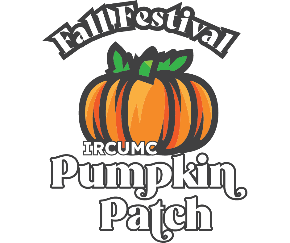 Fall Festival
IRCUMC
Pumpkin
Patch